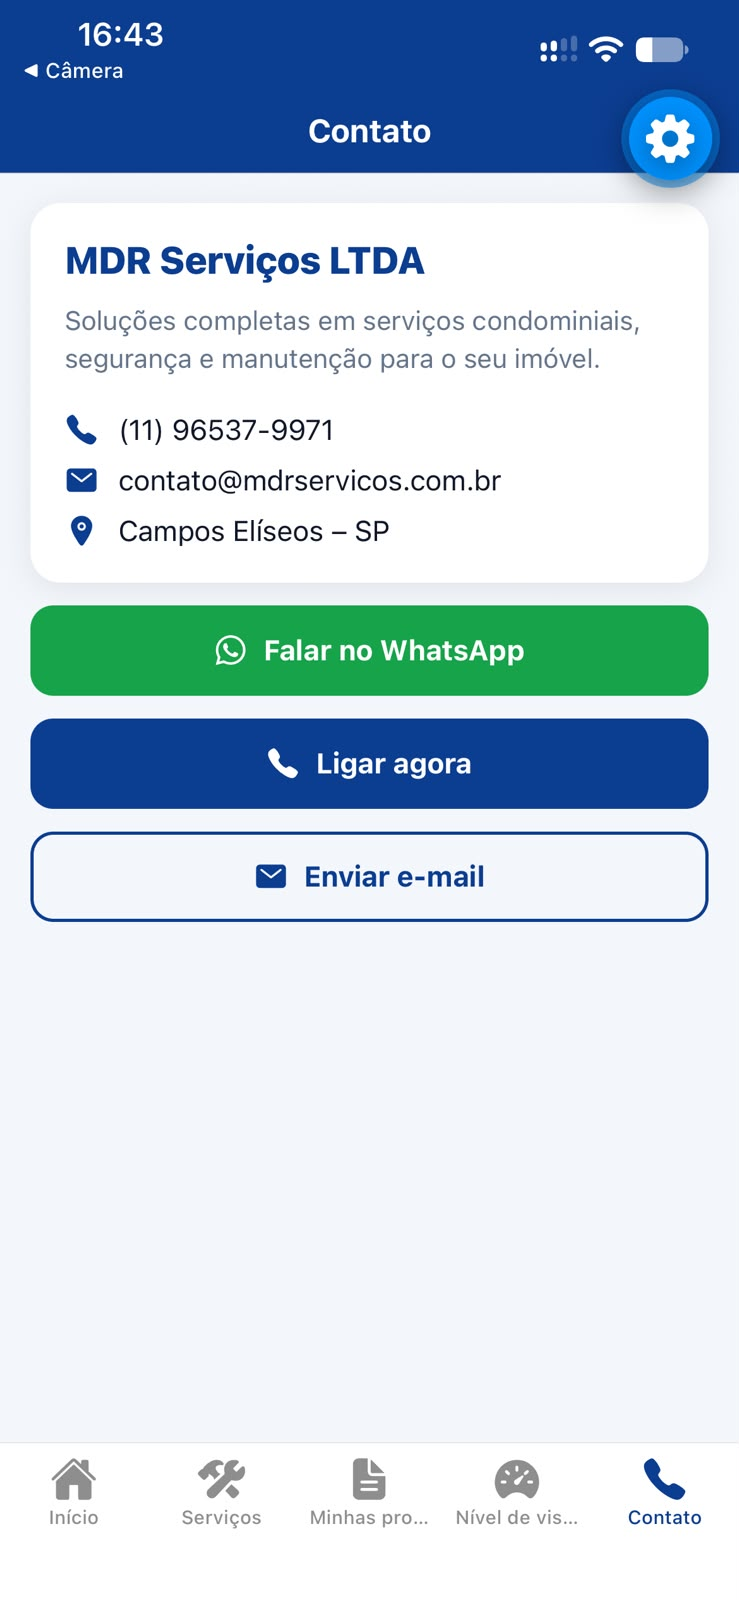 16:43
◀ Câmera
Contato
MDR Serviços LTDA
Soluções completas em serviços condominiais,
segurança e manutenção para o seu imóvel.
(11) 96537-9971
contato@mdrservicos.com.br
Campos Elíseos – SP
Falar no WhatsApp
Ligar agora
Enviar e-mail
Início
Serviços
Minhas pro...
Nível de vis...
Contato